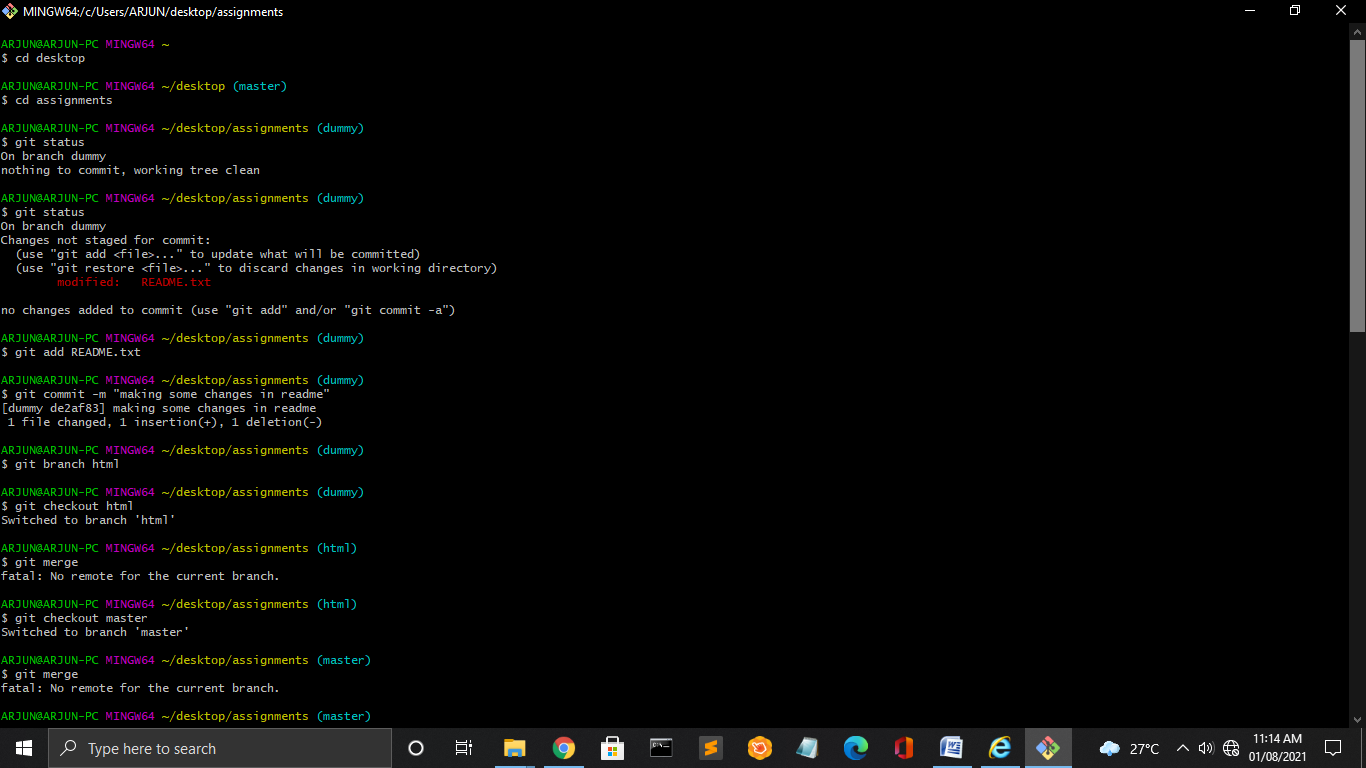 MINGW64:/c/Users/ARJUN/desktop/assignments
ARJUN@ARJUN-PC MINGW64 ~
$ cd desktop
ARJUN@ARJUN-PC MINGW64 ~/desktop (master)
$ cd assignments
ARJUN@ARJUN-PC MINGW64 ~/desktop/assignments (dummy)
$ git status
On branch dummy
nothing to commit, working tree clean
ARJUN@ARJUN-PC MINGW64 ~/desktop/assignments (dummy)
$ git status
On branch dummy
Changes not staged for commit:
  (use "git add <file>..." to update what will be committed)
  (use "git restore <file>..." to discard changes in working directory)
        modified:   README.txt
no changes added to commit (use "git add" and/or "git commit -a")
ARJUN@ARJUN-PC MINGW64 ~/desktop/assignments (dummy)
$ git add README.txt
ARJUN@ARJUN-PC MINGW64 ~/desktop/assignments (dummy)
$ git commit -m "making some changes in readme"
[dummy de2af83] making some changes in readme
 1 file changed, 1 insertion(+), 1 deletion(-)
ARJUN@ARJUN-PC MINGW64 ~/desktop/assignments (dummy)
$ git branch html
ARJUN@ARJUN-PC MINGW64 ~/desktop/assignments (dummy)
$ git checkout html
Switched to branch 'html'
ARJUN@ARJUN-PC MINGW64 ~/desktop/assignments (html)
$ git merge
fatal: No remote for the current branch.
ARJUN@ARJUN-PC MINGW64 ~/desktop/assignments (html)
$ git checkout master
Switched to branch 'master'
ARJUN@ARJUN-PC MINGW64 ~/desktop/assignments (master)
$ git merge
fatal: No remote for the current branch.
ARJUN@ARJUN-PC MINGW64 ~/desktop/assignments (master)
Type here to search
27°C
11:14 AM
01/08/2021